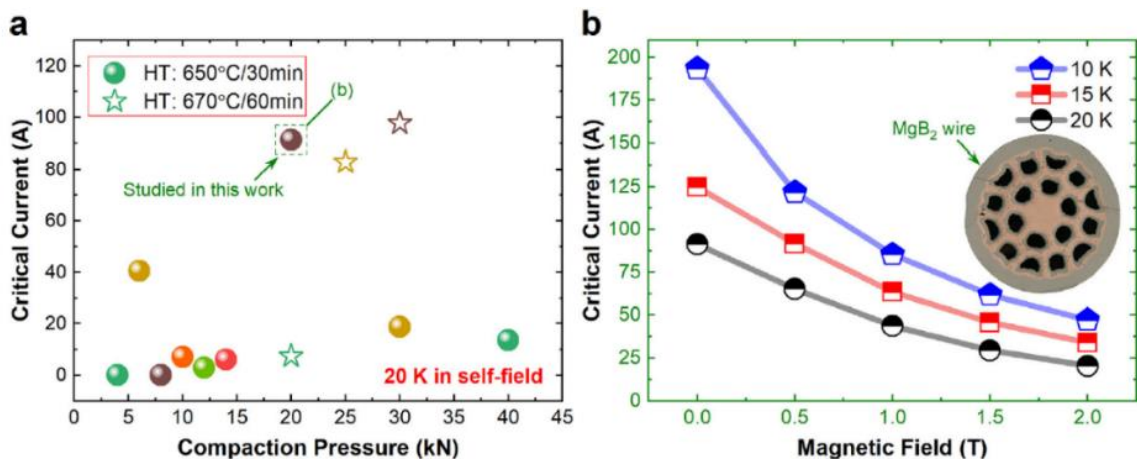 a
Critical Current (A)
120
100
80
60
40
20
0
HT: 650°C/30min
HT: 670°C/60min
(b)
Studied in this work
20 K in self-field
0 5 10 15 20 25 30 35 40 45
Compaction Pressure (kN)
b
Critical Current (A)
200
175
150
125
100
75
50
25
0
10 K
15 K
20 K
MgB₂ wire
0.0 0.5 1.0 1.5 2.0
Magnetic Field (T)